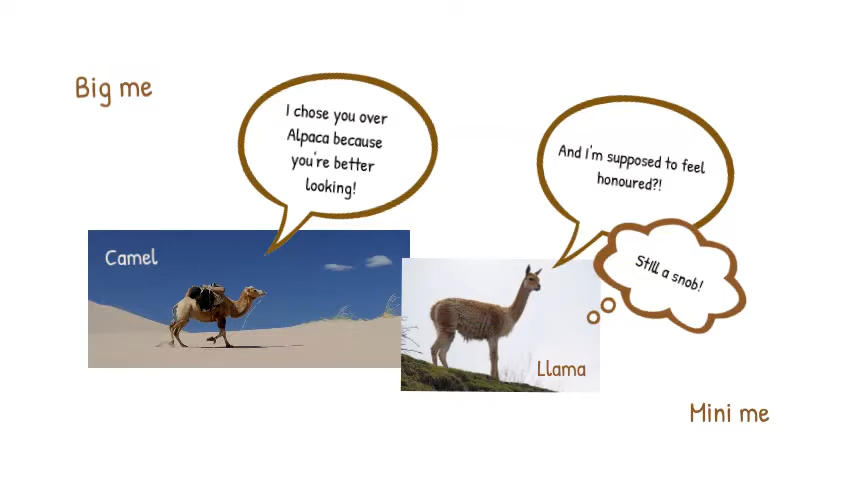 Big me
I chose you over
Alpaca because
you're better
looking!
And I'm supposed to feel
honoured?!
Still a snob!
Camel
Llama
Mini me